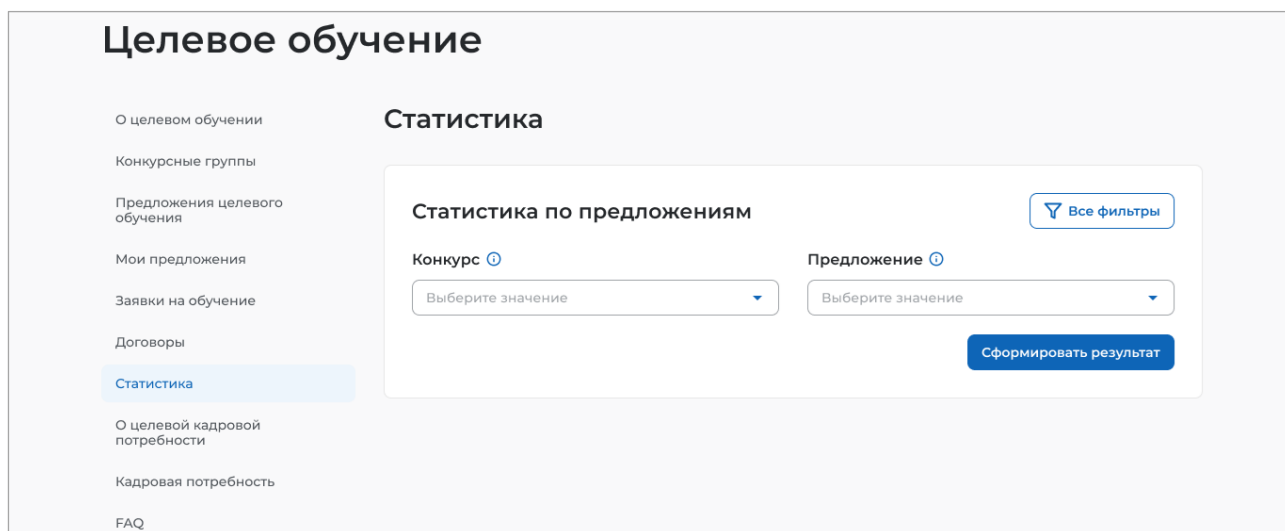 Целевое обучение
О целевом обучении
Конкурсные группы
Предложения целевого
обучения
Мои предложения
Заявки на обучение
Договоры
Статистика
О целевой кадровой
потребности
Кадровая потребность
FAQ
Статистика
Статистика по предложениям
Все фильтры
Конкурс
Предложение
Выберите значение
Выберите значение
Сформировать результат